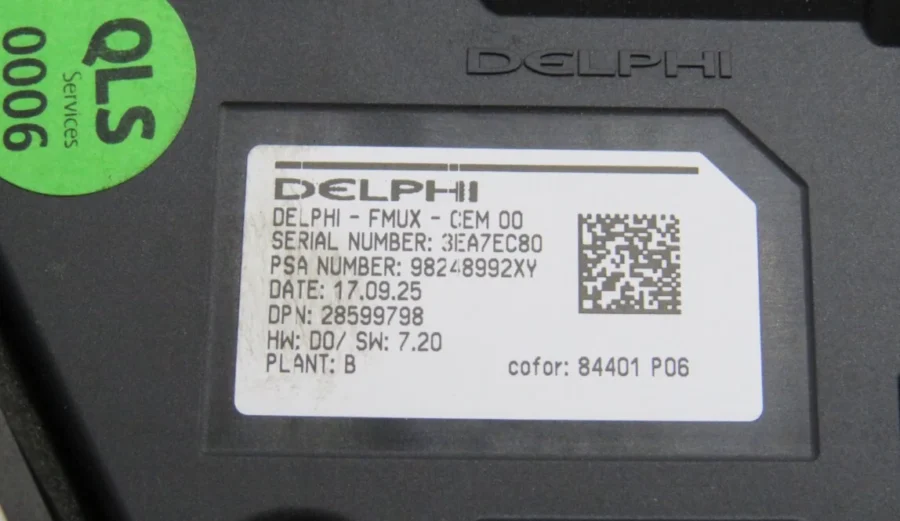 QLS
Services
0006
DELPHI
DELPHI
DELPHI - FMUX - CEM 00
SERIAL NUMBER: 3EA7EC80
PSA NUMBER: 98248992XY
DATE: 17.09.25
DPN: 28599798
HW: D0/ SW: 7.20
PLANT: B
cofor: 84401 P06